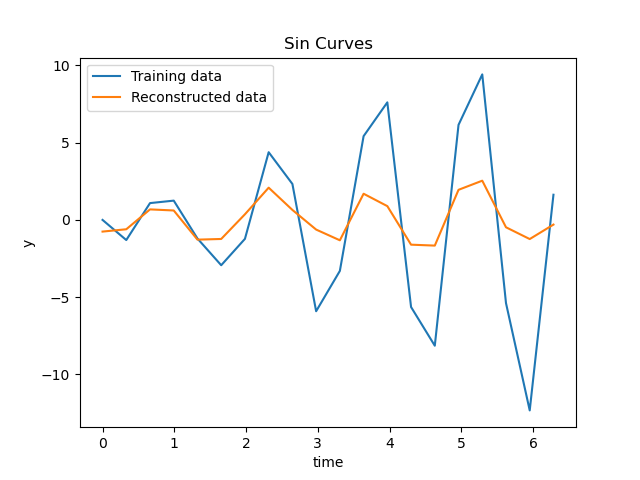 Sin Curves
Training data
Reconstructed data
10
5
0
−5
−10
y
0 1 2 3 4 5 6
time